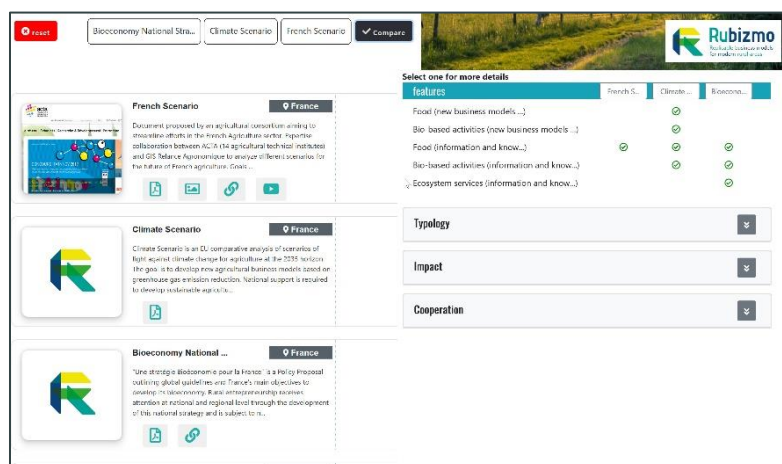 reset
Bioeconomy National Stra...
Climate Scenario
French Scenario
Compare
Rubizmo
Replicable business models
for modern rural areas
Select one for more details
features
French S...
Climate ...
Bioecono...
Food (new business models ...)
Bio-based activities (new business models ...)
Food (information and know...)
Bio-based activities (information and know...)
Ecosystem services (information and know...)
Typology
Impact
Cooperation
French Scenario
France
Document proposed by an agricultural consortium aiming to
streamline efforts in the French Agriculture sector. Expertise
collaboration between ACTA (14 agricultural technical institutes)
and GIS Relance Agronomique to analyze different scenarios for
the future of French agriculture. Goals...
Climate Scenario
France
Climate Scenario is an EU comparative analysis of scenarios of
fight against climate change for agriculture at the 2035 horizon.
The goal is to develop new agricultural business models based on
greenhouse gas emission reduction. National support is required
to develop sustainable agricultu...
Bioeconomy National ...
France
"Une stratégie Bioéconomie pour la France" is a Policy Proposal
outlining global guidelines and France's main objectives to
develop its bioeconomy. Rural entrepreneurship receives
attention at national and regional level through the development
of this national strategy and is subject to n...